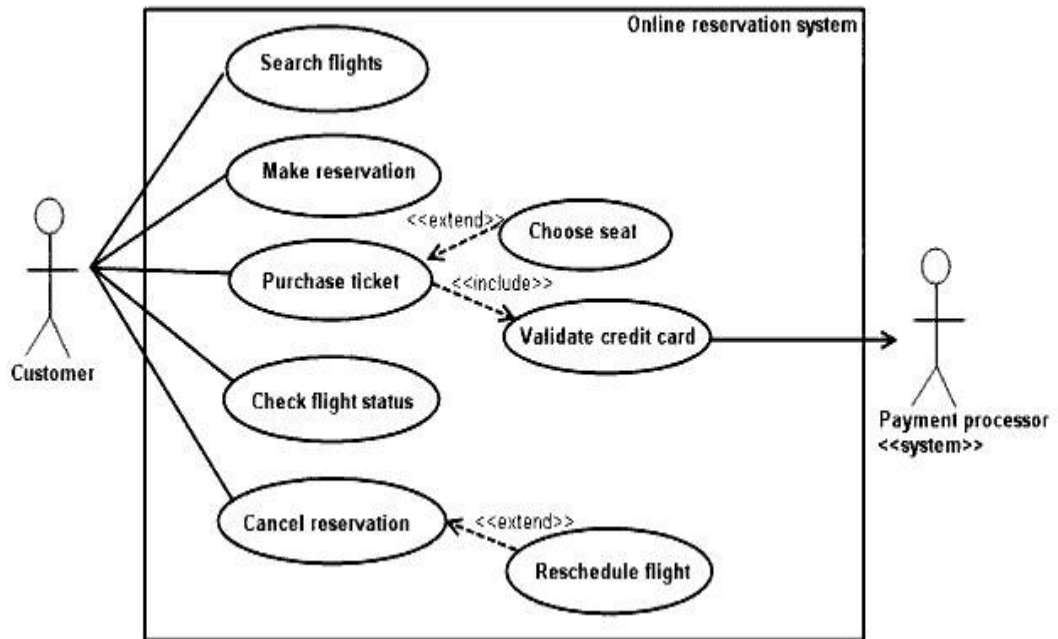 Online reservation system
Search flights
Make reservation
<<extend>>
Choose seat
Purchase ticket
<<include>>
Validate credit card
Customer
Check flight status
Payment processor
<<system>>
Cancel reservation
<<extend>>
Reschedule flight